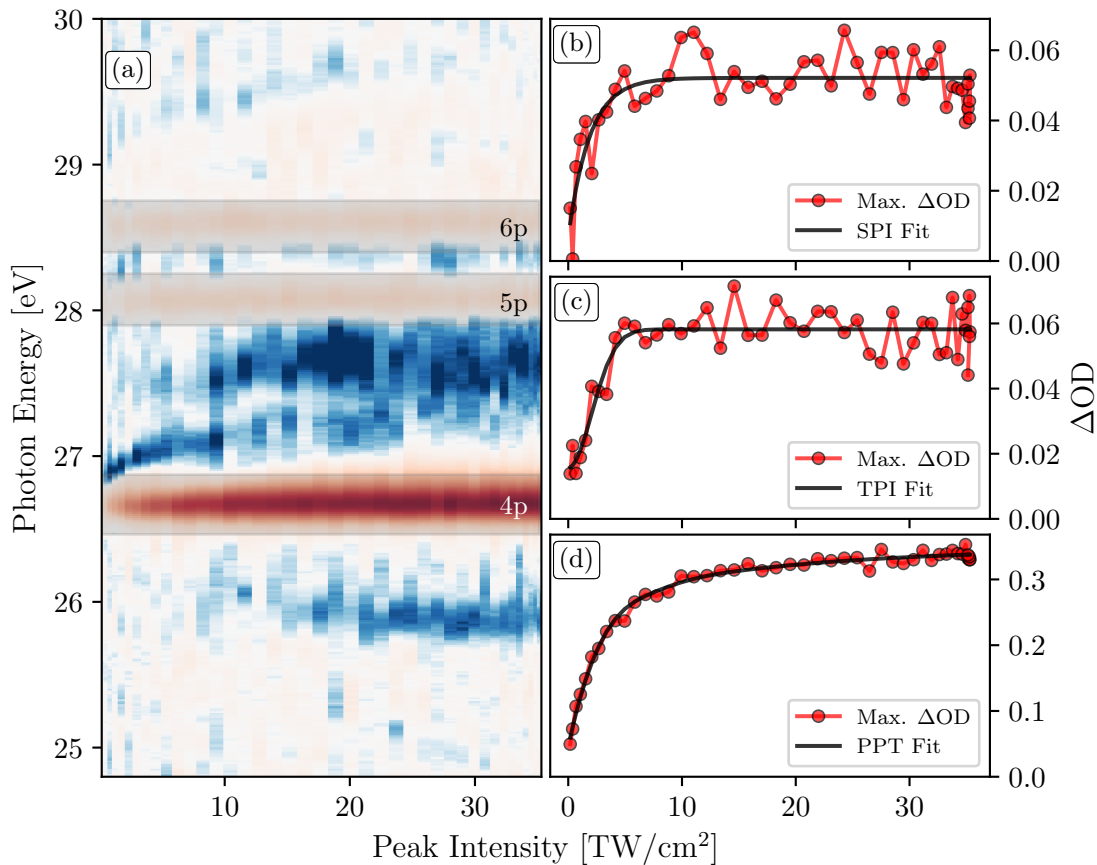 (a)
30
29
28
27
26
25
Photon Energy [eV]
6p
5p
4p
10
20
30
Peak Intensity [TW/cm²]
(b)
0.06
0.04
0.02
0.00
Max. ΔOD
SPI Fit
(c)
0.06
0.04
0.02
0.00
Max. ΔOD
TPI Fit
ΔOD
(d)
0.3
0.2
0.1
0.0
Max. ΔOD
PPT Fit
0
10
20
30